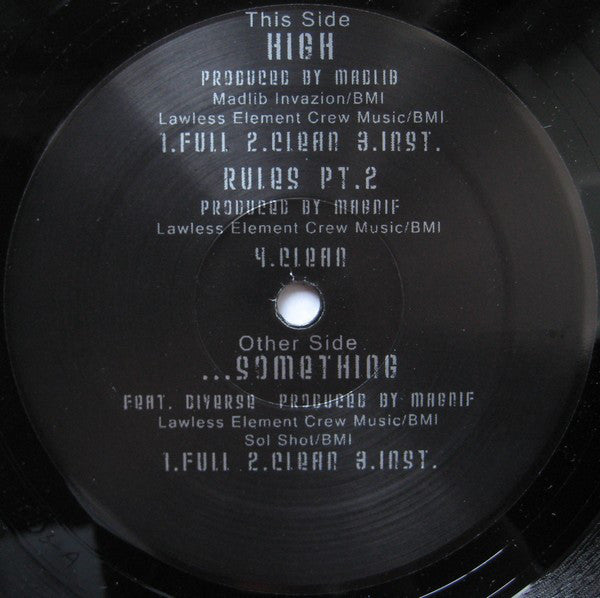 This Side
HIGH
PRODUCED BY MADLIB
Madlib Invazion/BMI
Lawless Element Crew Music/BMI
1.FULL 2.CLEAN 3.INST.
RULES PT.2
PRODUCED BY MAGNIF
Lawless Element Crew Music/BMI
4.CLEAN
Other Side
...SOMETHING
FEAT. DIVERSE PRODUCED BY MAGNIF
Lawless Element Crew Music/BMI
Sol Shot/BMI
1.FULL 2.CLEAN 3.INST.